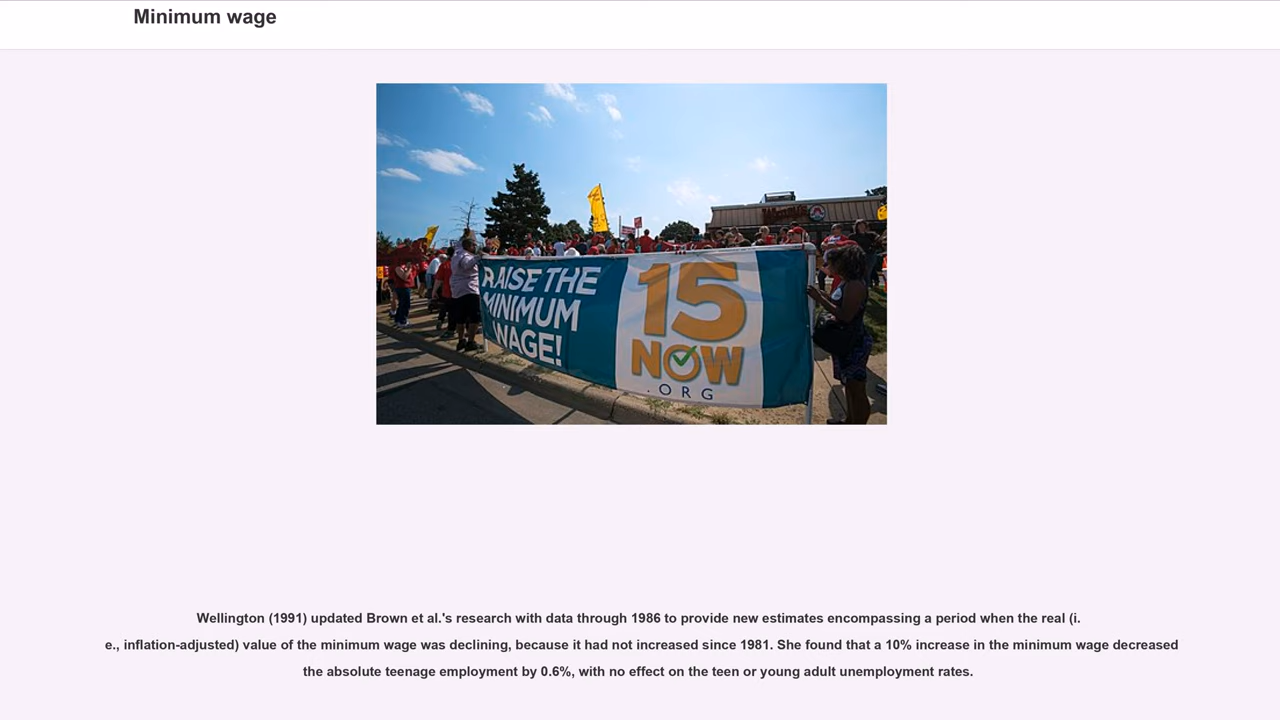 Minimum wage
RAISE THE
MINIMUM
WAGE!
15
NOW
.ORG
Wellington (1991) updated Brown et al.'s research with data through 1986 to provide new estimates encompassing a period when the real (i.
e., inflation-adjusted) value of the minimum wage was declining, because it had not increased since 1981. She found that a 10% increase in the minimum wage decreased
the absolute teenage employment by 0.6%, with no effect on the teen or young adult unemployment rates.